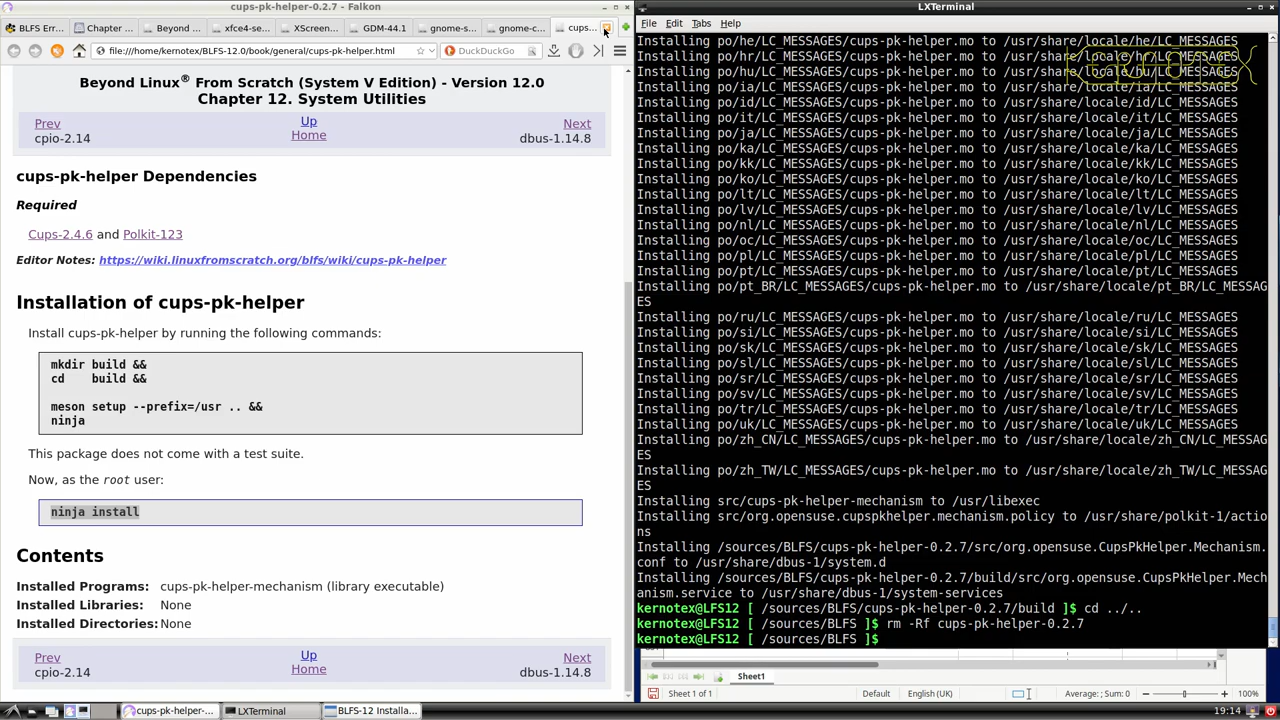 cups-pk-helper-0.2.7 - Falkon
BLFS Err...
Chapter ...
Beyond ...
xfce4-se...
XScreen...
GDM-44.1
gnome-s...
gnome-c...
cups...
file:///home/kernotex/BLFS-12.0/book/general/cups-pk-helper.html
DuckDuckGo
Beyond Linux® From Scratch (System V Edition) - Version 12.0
Chapter 12. System Utilities
Prev
Up
Next
cpio-2.14
Home
dbus-1.14.8
cups-pk-helper Dependencies
Required
Cups-2.4.6 and Polkit-123
Editor Notes: https://wiki.linuxfromscratch.org/blfs/wiki/cups-pk-helper
Installation of cups-pk-helper
Install cups-pk-helper by running the following commands:
mkdir build &&
cd    build &&
meson setup --prefix=/usr .. &&
ninja
This package does not come with a test suite.
Now, as the root user:
ninja install
Contents
Installed Programs: cups-pk-helper-mechanism (library executable)
Installed Libraries: None
Installed Directories: None
Prev
Up
Next
cpio-2.14
Home
dbus-1.14.8
LXTerminal
File Edit Tabs Help
Installing po/he/LC_MESSAGES/cups-pk-helper.mo to /usr/share/locale/he/LC_MESSAGES
Installing po/hr/LC_MESSAGES/cups-pk-helper.mo to /usr/share/locale/hr/LC_MESSAGES
Installing po/hu/LC_MESSAGES/cups-pk-helper.mo to /usr/share/locale/hu/LC_MESSAGES
Installing po/ia/LC_MESSAGES/cups-pk-helper.mo to /usr/share/locale/ia/LC_MESSAGES
Installing po/id/LC_MESSAGES/cups-pk-helper.mo to /usr/share/locale/id/LC_MESSAGES
Installing po/it/LC_MESSAGES/cups-pk-helper.mo to /usr/share/locale/it/LC_MESSAGES
Installing po/ja/LC_MESSAGES/cups-pk-helper.mo to /usr/share/locale/ja/LC_MESSAGES
Installing po/ka/LC_MESSAGES/cups-pk-helper.mo to /usr/share/locale/ka/LC_MESSAGES
Installing po/kk/LC_MESSAGES/cups-pk-helper.mo to /usr/share/locale/kk/LC_MESSAGES
Installing po/ko/LC_MESSAGES/cups-pk-helper.mo to /usr/share/locale/ko/LC_MESSAGES
Installing po/lt/LC_MESSAGES/cups-pk-helper.mo to /usr/share/locale/lt/LC_MESSAGES
Installing po/lv/LC_MESSAGES/cups-pk-helper.mo to /usr/share/locale/lv/LC_MESSAGES
Installing po/nl/LC_MESSAGES/cups-pk-helper.mo to /usr/share/locale/nl/LC_MESSAGES
Installing po/oc/LC_MESSAGES/cups-pk-helper.mo to /usr/share/locale/oc/LC_MESSAGES
Installing po/pl/LC_MESSAGES/cups-pk-helper.mo to /usr/share/locale/pl/LC_MESSAGES
Installing po/pt/LC_MESSAGES/cups-pk-helper.mo to /usr/share/locale/pt/LC_MESSAGES
Installing po/pt_BR/LC_MESSAGES/cups-pk-helper.mo to /usr/share/locale/pt_BR/LC_MESSAG
ES
Installing po/ru/LC_MESSAGES/cups-pk-helper.mo to /usr/share/locale/ru/LC_MESSAGES
Installing po/si/LC_MESSAGES/cups-pk-helper.mo to /usr/share/locale/si/LC_MESSAGES
Installing po/sk/LC_MESSAGES/cups-pk-helper.mo to /usr/share/locale/sk/LC_MESSAGES
Installing po/sl/LC_MESSAGES/cups-pk-helper.mo to /usr/share/locale/sl/LC_MESSAGES
Installing po/sr/LC_MESSAGES/cups-pk-helper.mo to /usr/share/locale/sr/LC_MESSAGES
Installing po/sv/LC_MESSAGES/cups-pk-helper.mo to /usr/share/locale/sv/LC_MESSAGES
Installing po/tr/LC_MESSAGES/cups-pk-helper.mo to /usr/share/locale/tr/LC_MESSAGES
Installing po/uk/LC_MESSAGES/cups-pk-helper.mo to /usr/share/locale/uk/LC_MESSAGES
Installing po/zh_CN/LC_MESSAGES/cups-pk-helper.mo to /usr/share/locale/zh_CN/LC_MESSAG
ES
Installing po/zh_TW/LC_MESSAGES/cups-pk-helper.mo to /usr/share/locale/zh_TW/LC_MESSAG
ES
Installing src/cups-pk-helper-mechanism to /usr/libexec
Installing src/org.opensuse.cupspkhelper.mechanism.policy to /usr/share/polkit-1/actio
ns
Installing /sources/BLFS/cups-pk-helper-0.2.7/src/org.opensuse.CupsPkHelper.Mechanism.
conf to /usr/share/dbus-1/system.d
Installing /sources/BLFS/cups-pk-helper-0.2.7/build/src/org.opensuse.CupsPkHelper.Mech
anism.service to /usr/share/dbus-1/system-services
kernotex@LFS12 [ /sources/BLFS/cups-pk-helper-0.2.7/build ]$ cd ../..
kernotex@LFS12 [ /sources/BLFS ]$ rm -Rf cups-pk-helper-0.2.7
kernotex@LFS12 [ /sources/BLFS ]$
Sheet1
Sheet 1 of 1
Default
English (UK)
Average: ; Sum: 0
100%
cups-pk-helper-...
LXTerminal
BLFS-12 Installa...
19:14